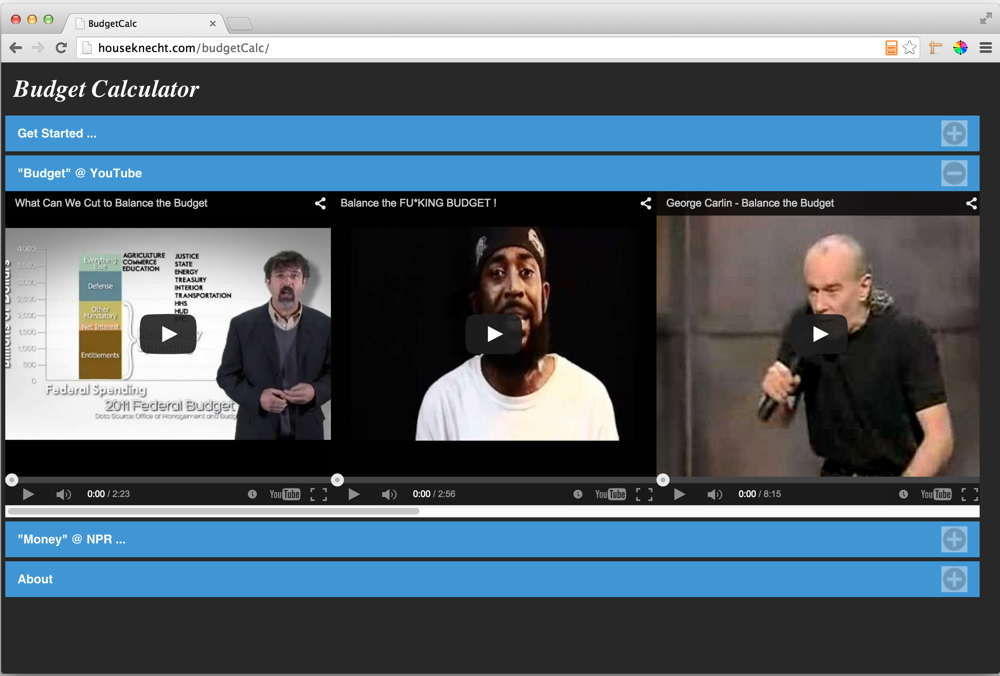 BudgetCalc
houseknecht.com/budgetCalc/
Budget Calculator
Get Started ...
"Budget" @ YouTube
What Can We Cut to Balance the Budget
Balance the FU*KING BUDGET !
George Carlin - Balance the Budget
4,000
3,500
3,000
2,500
2,000
1,500
1,000
500
0
Everything
Else
Defense
Other
Mandatory
Net Interest
Entitlements
AGRICULTURE
COMMERCE
EDUCATION
JUSTICE
STATE
ENERGY
TREASURY
INTERIOR
TRANSPORTATION
HHS
HUD
ETC.
Federal Spending
2011 Federal Budget
Data Source: Office of Management and Budg
0:00 / 2:23
YouTube
0:00 / 2:56
YouTube
0:00 / 8:15
YouTube
"Money" @ NPR ...
About